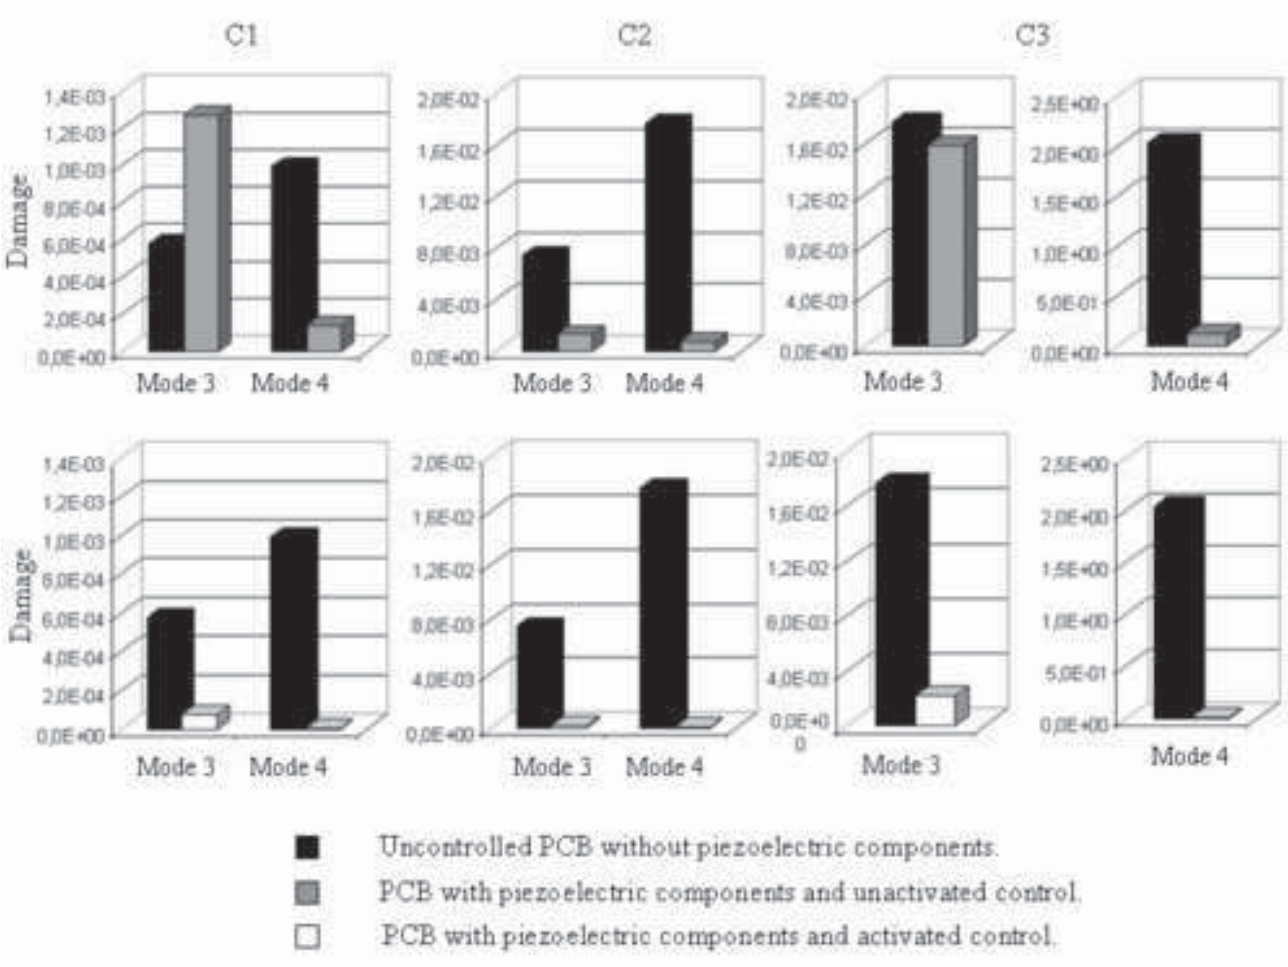 C1 C2 C3
Damage
1,4E-03
1,2E-03
1,0E-03
8,0E-04
6,0E-04
4,0E-04
2,0E-04
0,0E+00
Mode 3 Mode 4
2,0E-02
1,6E-02
1,2E-02
8,0E-03
4,0E-03
0,0E+00
Mode 3 Mode 4
2,0E-02
1,6E-02
1,2E-02
8,0E-03
4,0E-03
0,0E+00
Mode 3
2,5E+00
2,0E+00
1,5E+00
1,0E+00
5,0E-01
0,0E+00
Mode 4
Damage
1,4E-03
1,2E-03
1,0E-03
8,0E-04
6,0E-04
4,0E-04
2,0E-04
0,0E+00
Mode 3 Mode 4
2,0E-02
1,6E-02
1,2E-02
8,0E-03
4,0E-03
0,0E+00
Mode 3 Mode 4
2,0E-02
1,6E-02
1,2E-02
8,0E-03
4,0E-03
0,0E+0
0
Mode 3
2,5E+00
2,0E+00
1,5E+00
1,0E+00
5,0E-01
0,0E+00
Mode 4
Uncontrolled PCB without piezoelectric components.
PCB with piezoelectric components and unactivated control.
PCB with piezoelectric components and activated control.